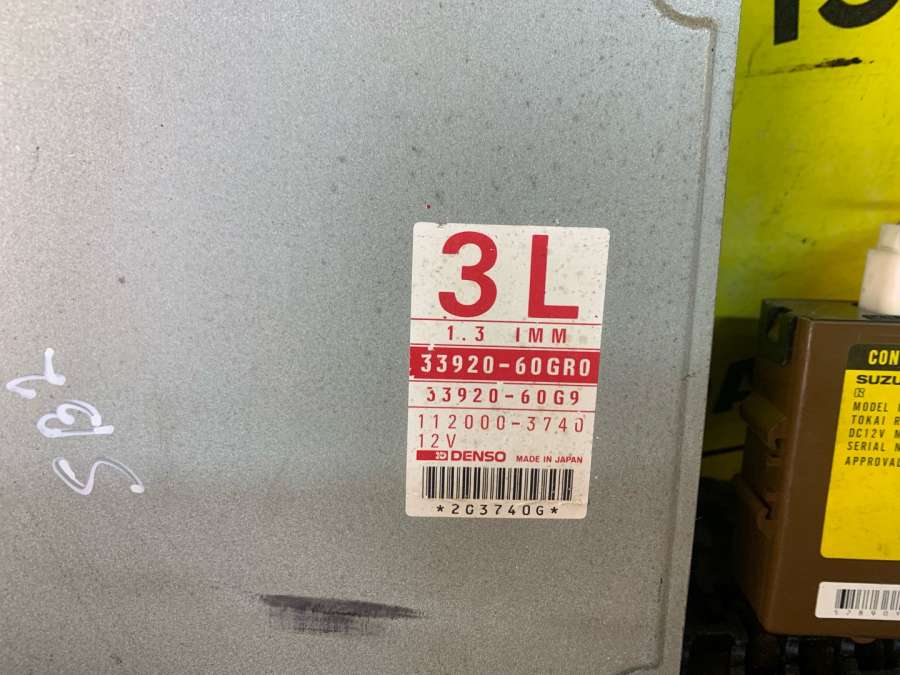 3L
1.3 IMM
33920-60GR0
33920-60G9
112000-3740
12V
DENSO MADE IN JAPAN
*2G3740G*
CON
SUZU
MODEL
TOKAI R
DC12V M
SERIAL N
APPROVAL